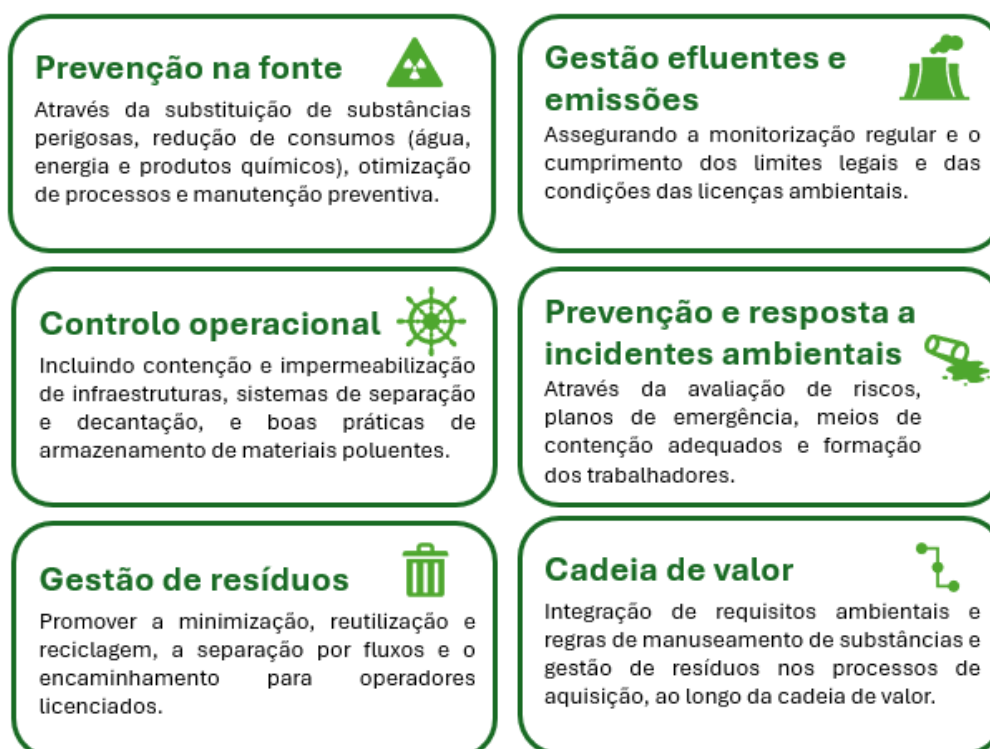 Prevenção na fonte
Através da substituição de substâncias
perigosas, redução de consumos (água,
energia e produtos químicos), otimização
de processos e manutenção preventiva.
Gestão efluentes e
emissões
Assegurando a monitorização regular e o
cumprimento dos limites legais e das
condições das licenças ambientais.
Controlo operacional
Incluindo contenção e impermeabilização
de infraestruturas, sistemas de separação
e decantação, e boas práticas de
armazenamento de materiais poluentes.
Prevenção e resposta a
incidentes ambientais
Através da avaliação de riscos,
planos de emergência, meios de
contenção adequados e formação
dos trabalhadores.
Gestão de resíduos
Promover a minimização, reutilização e
reciclagem, a separação por fluxos e o
encaminhamento para operadores
licenciados.
Cadeia de valor
Integração de requisitos ambientais e
regras de manuseamento de substâncias e
gestão de resíduos nos processos de
aquisição, ao longo da cadeia de valor.